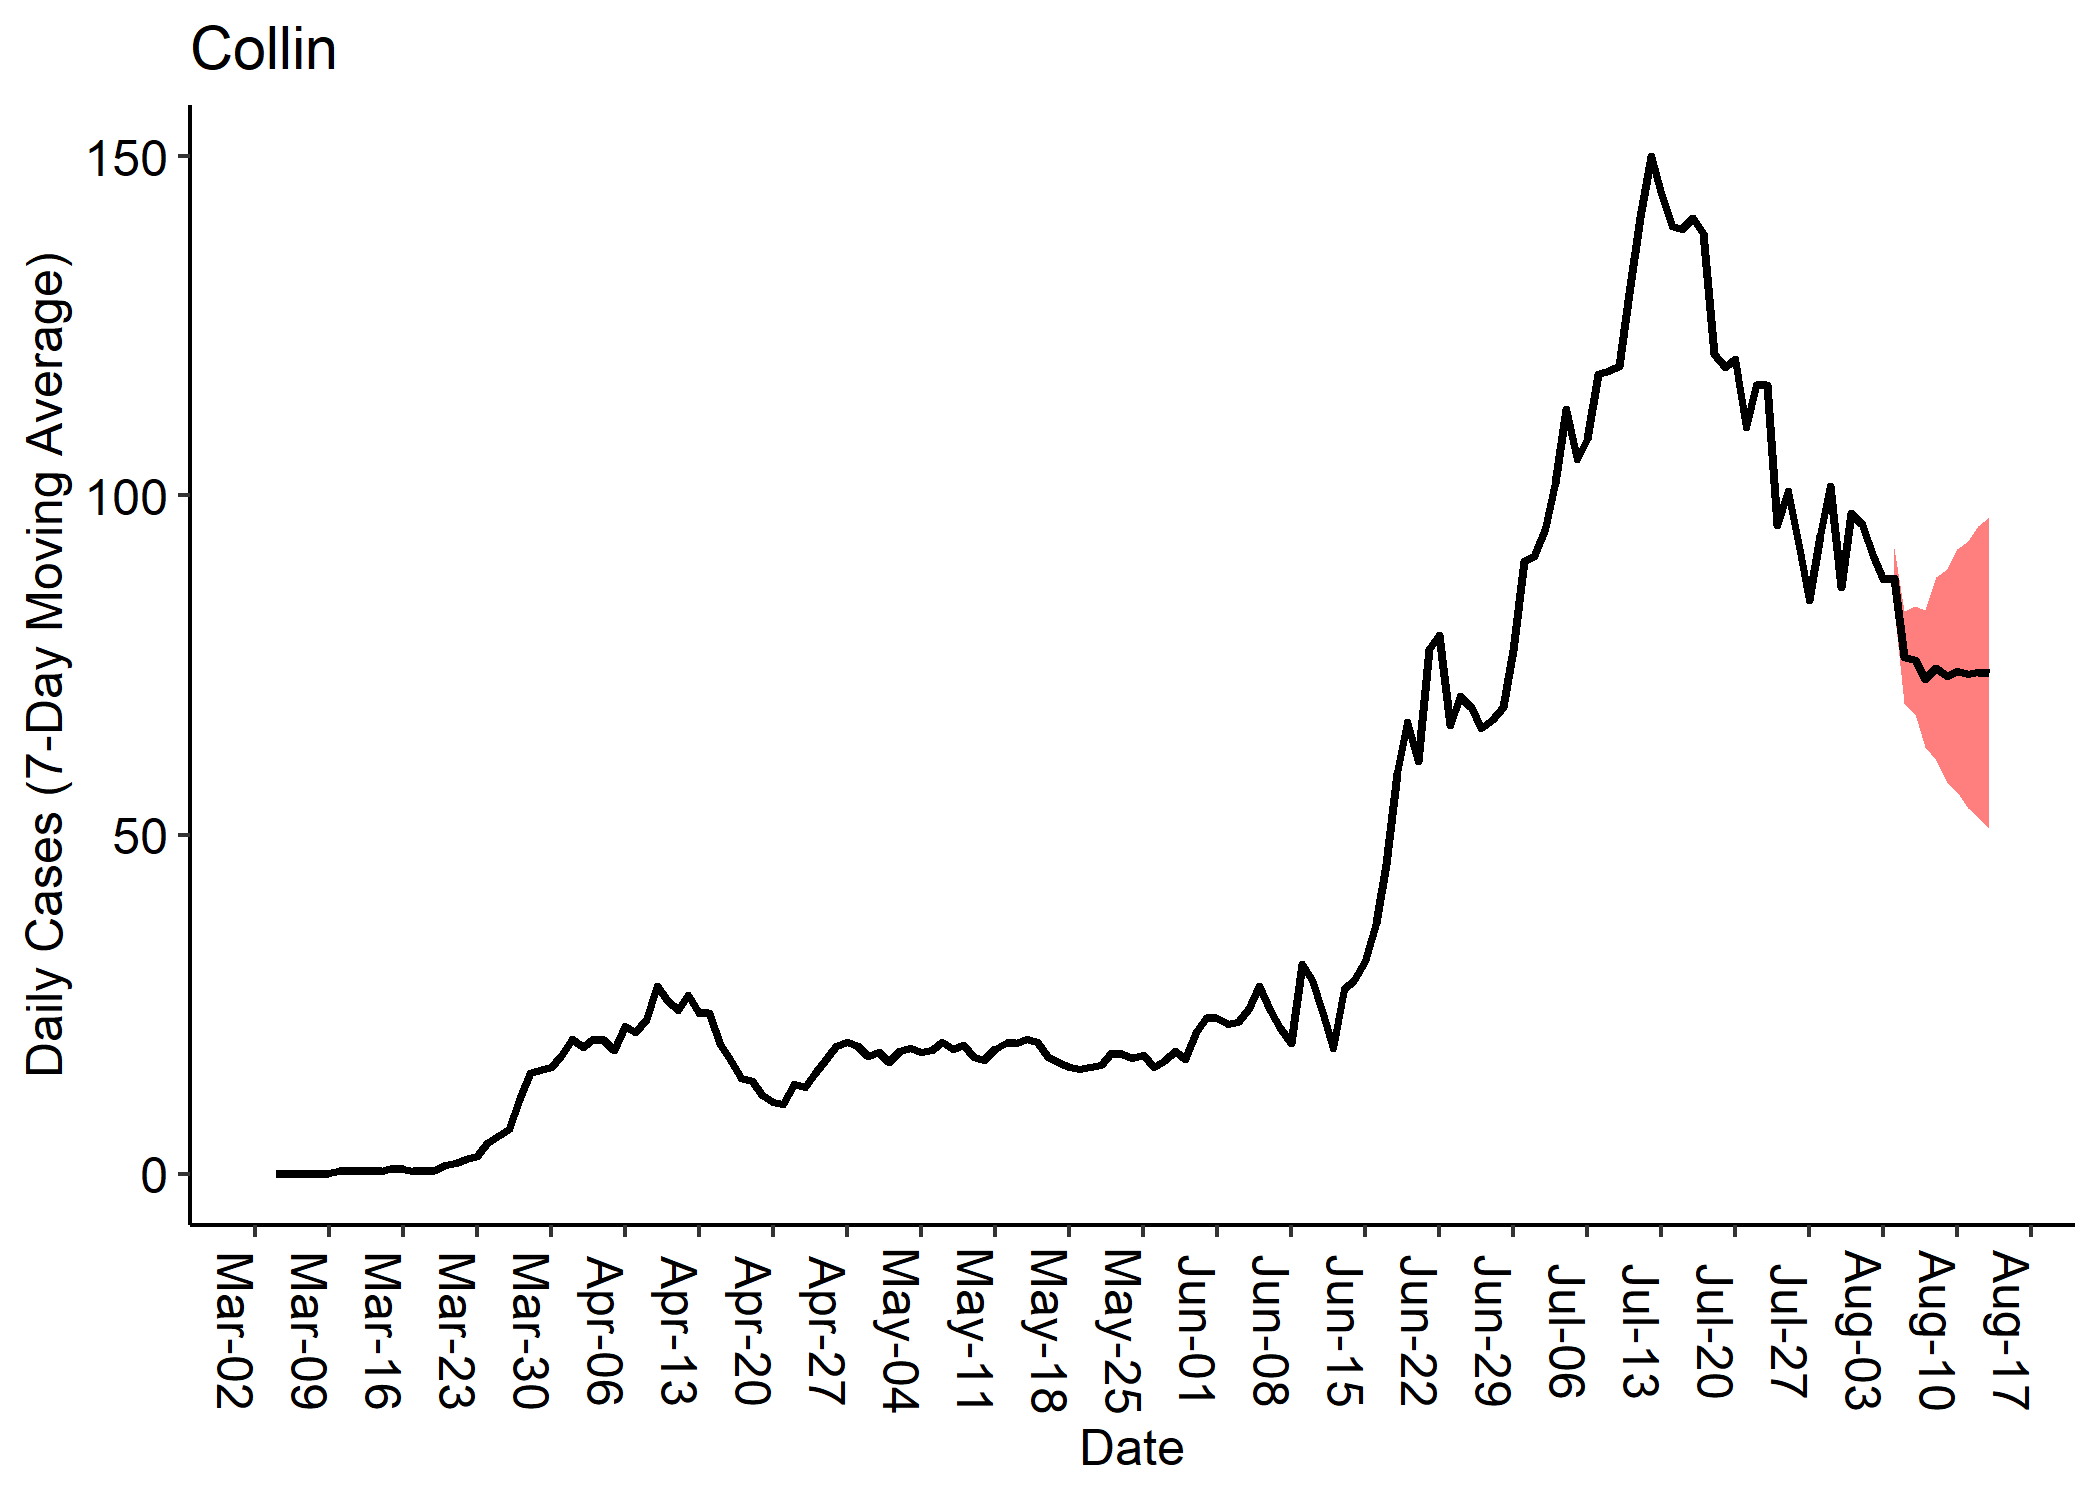 Collin
Daily Cases (7-Day Moving Average)
150
100
50
0
Mar-02
Mar-09
Mar-16
Mar-23
Mar-30
Apr-06
Apr-13
Apr-20
Apr-27
May-04
May-11
May-18
May-25
Jun-01
Jun-08
Jun-15
Jun-22
Jun-29
Jul-06
Jul-13
Jul-20
Jul-27
Aug-03
Aug-10
Aug-17
Date